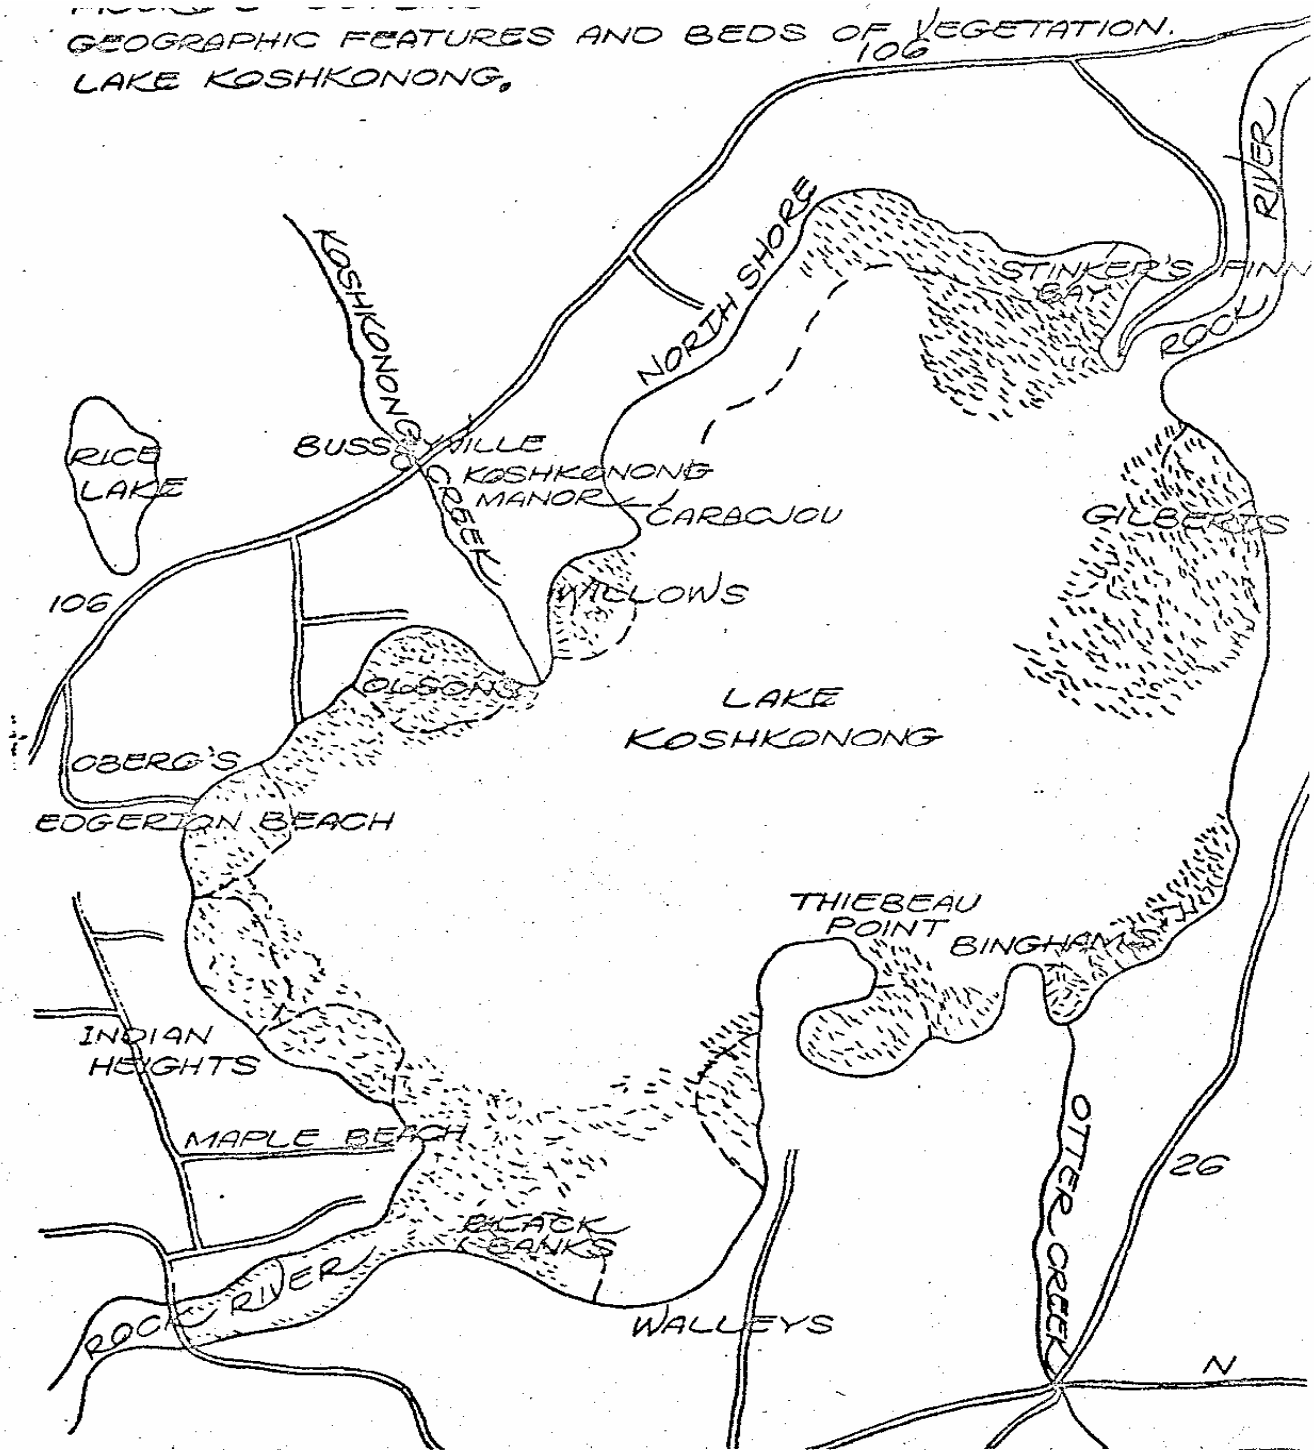 GEOGRAPHIC FEATURES AND BEDS OF VEGETATION.
LAKE KOSHKONONG.
106
RIVER
NORTH SHORE
STINKER'S
BAY
FINN
ROCK
KOSHKONONG
CREEK
RICE
LAKE
BUSSEVILLE
KOSHKONONG
MANOR
CARACJOU
GILBERTS
WILLOWS
106
OLSONS
LAKE
KOSHKONONG
OBERG'S
EDGERTON BEACH
THIEBEAU
POINT
BINGHAMS
INDIAN
HEIGHTS
MAPLE BEACH
OTTER CREEK
26
BLACK
BANKS
ROCK RIVER
WALLEYS
N